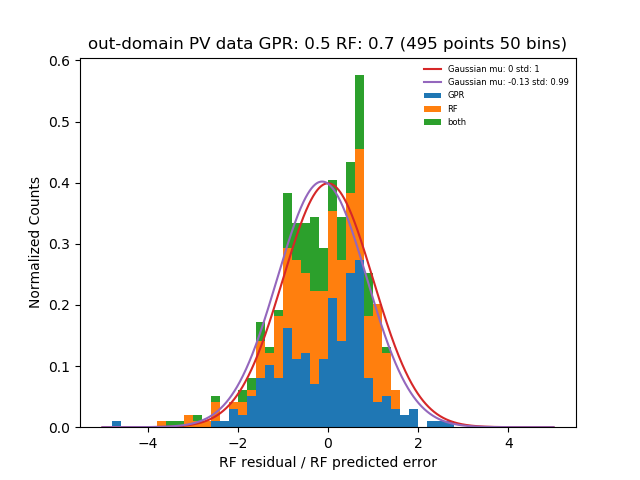 out-domain PV data GPR: 0.5 RF: 0.7 (495 points 50 bins)
Gaussian mu: 0 std: 1
Gaussian mu: -0.13 std: 0.99
GPR
RF
both
Normalized Counts
0.6
0.5
0.4
0.3
0.2
0.1
0.0
−4 −2 0 2 4
RF residual / RF predicted error